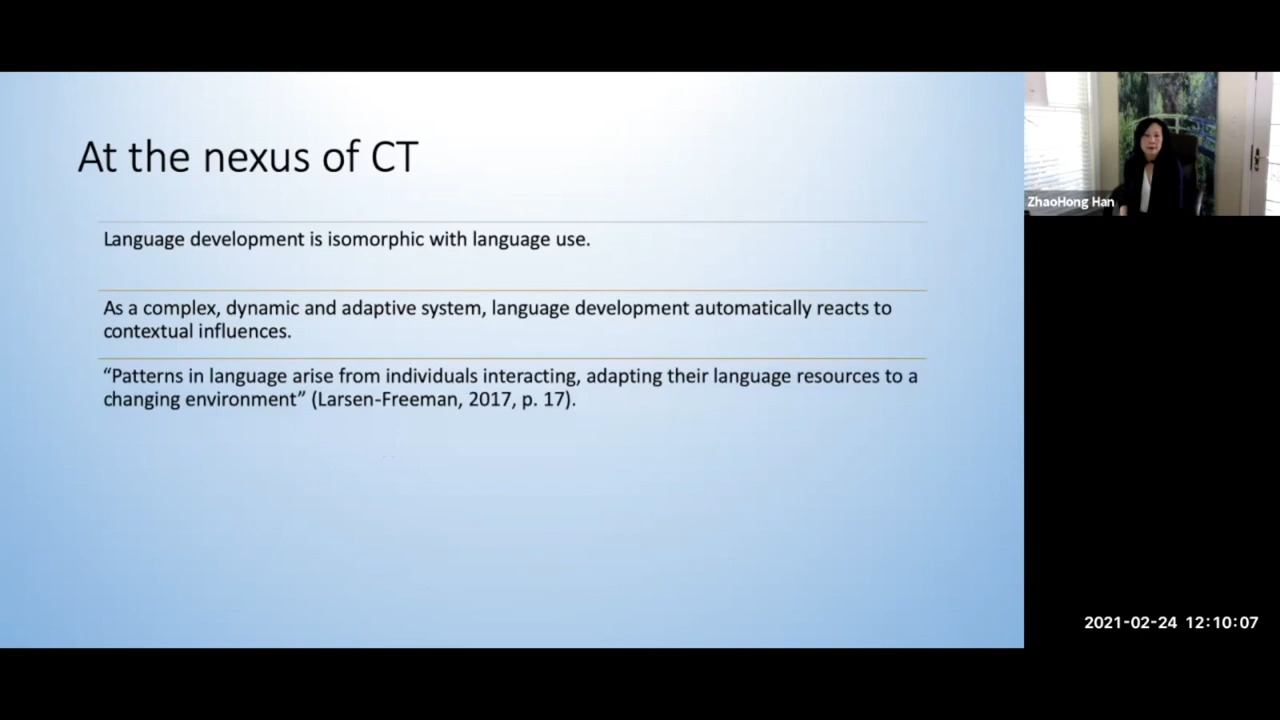 At the nexus of CT
Language development is isomorphic with language use.
As a complex, dynamic and adaptive system, language development automatically reacts to
contextual influences.
“Patterns in language arise from individuals interacting, adapting their language resources to a
changing environment” (Larsen-Freeman, 2017, p. 17).
ZhaoHong Han
2021-02-24 12:10:07